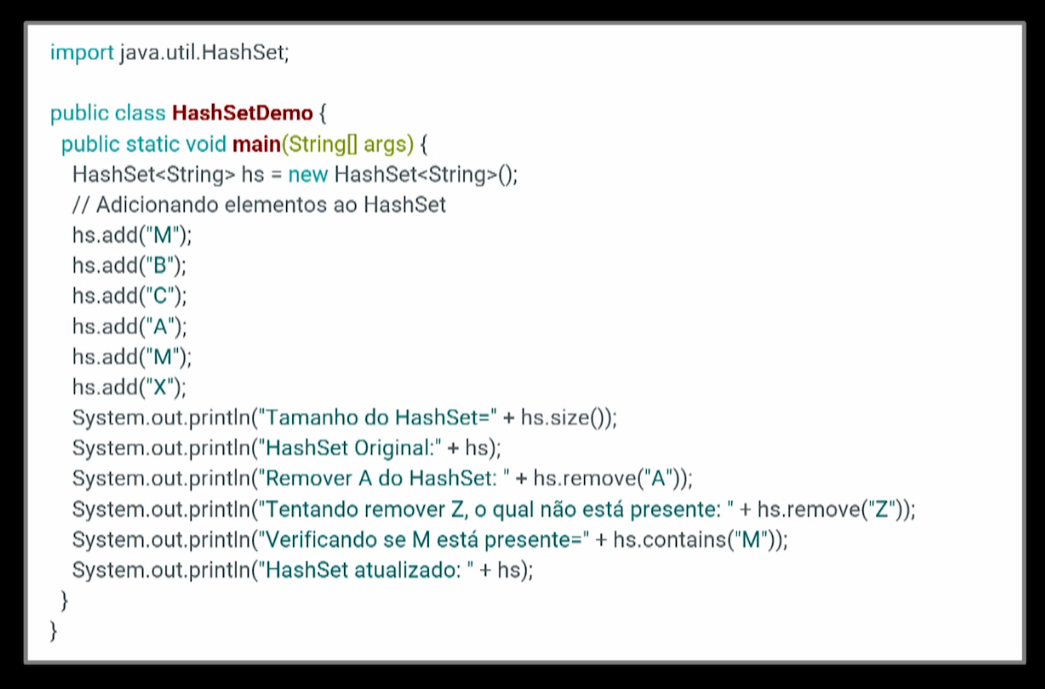 import java.util.HashSet;
public class HashSetDemo {
public static void main(String[] args) {
HashSet<String> hs = new HashSet<String>();
// Adicionando elementos ao HashSet
hs.add("M");
hs.add("B");
hs.add("C");
hs.add("A");
hs.add("M");
hs.add("X");
System.out.println("Tamanho do HashSet=" + hs.size());
System.out.println("HashSet Original:" + hs);
System.out.println("Remover A do HashSet: " + hs.remove("A"));
System.out.println("Tentando remover Z, o qual não está presente: " + hs.remove("Z"));
System.out.println("Verificando se M está presente=" + hs.contains("M"));
System.out.println("HashSet atualizado: " + hs);
}
}